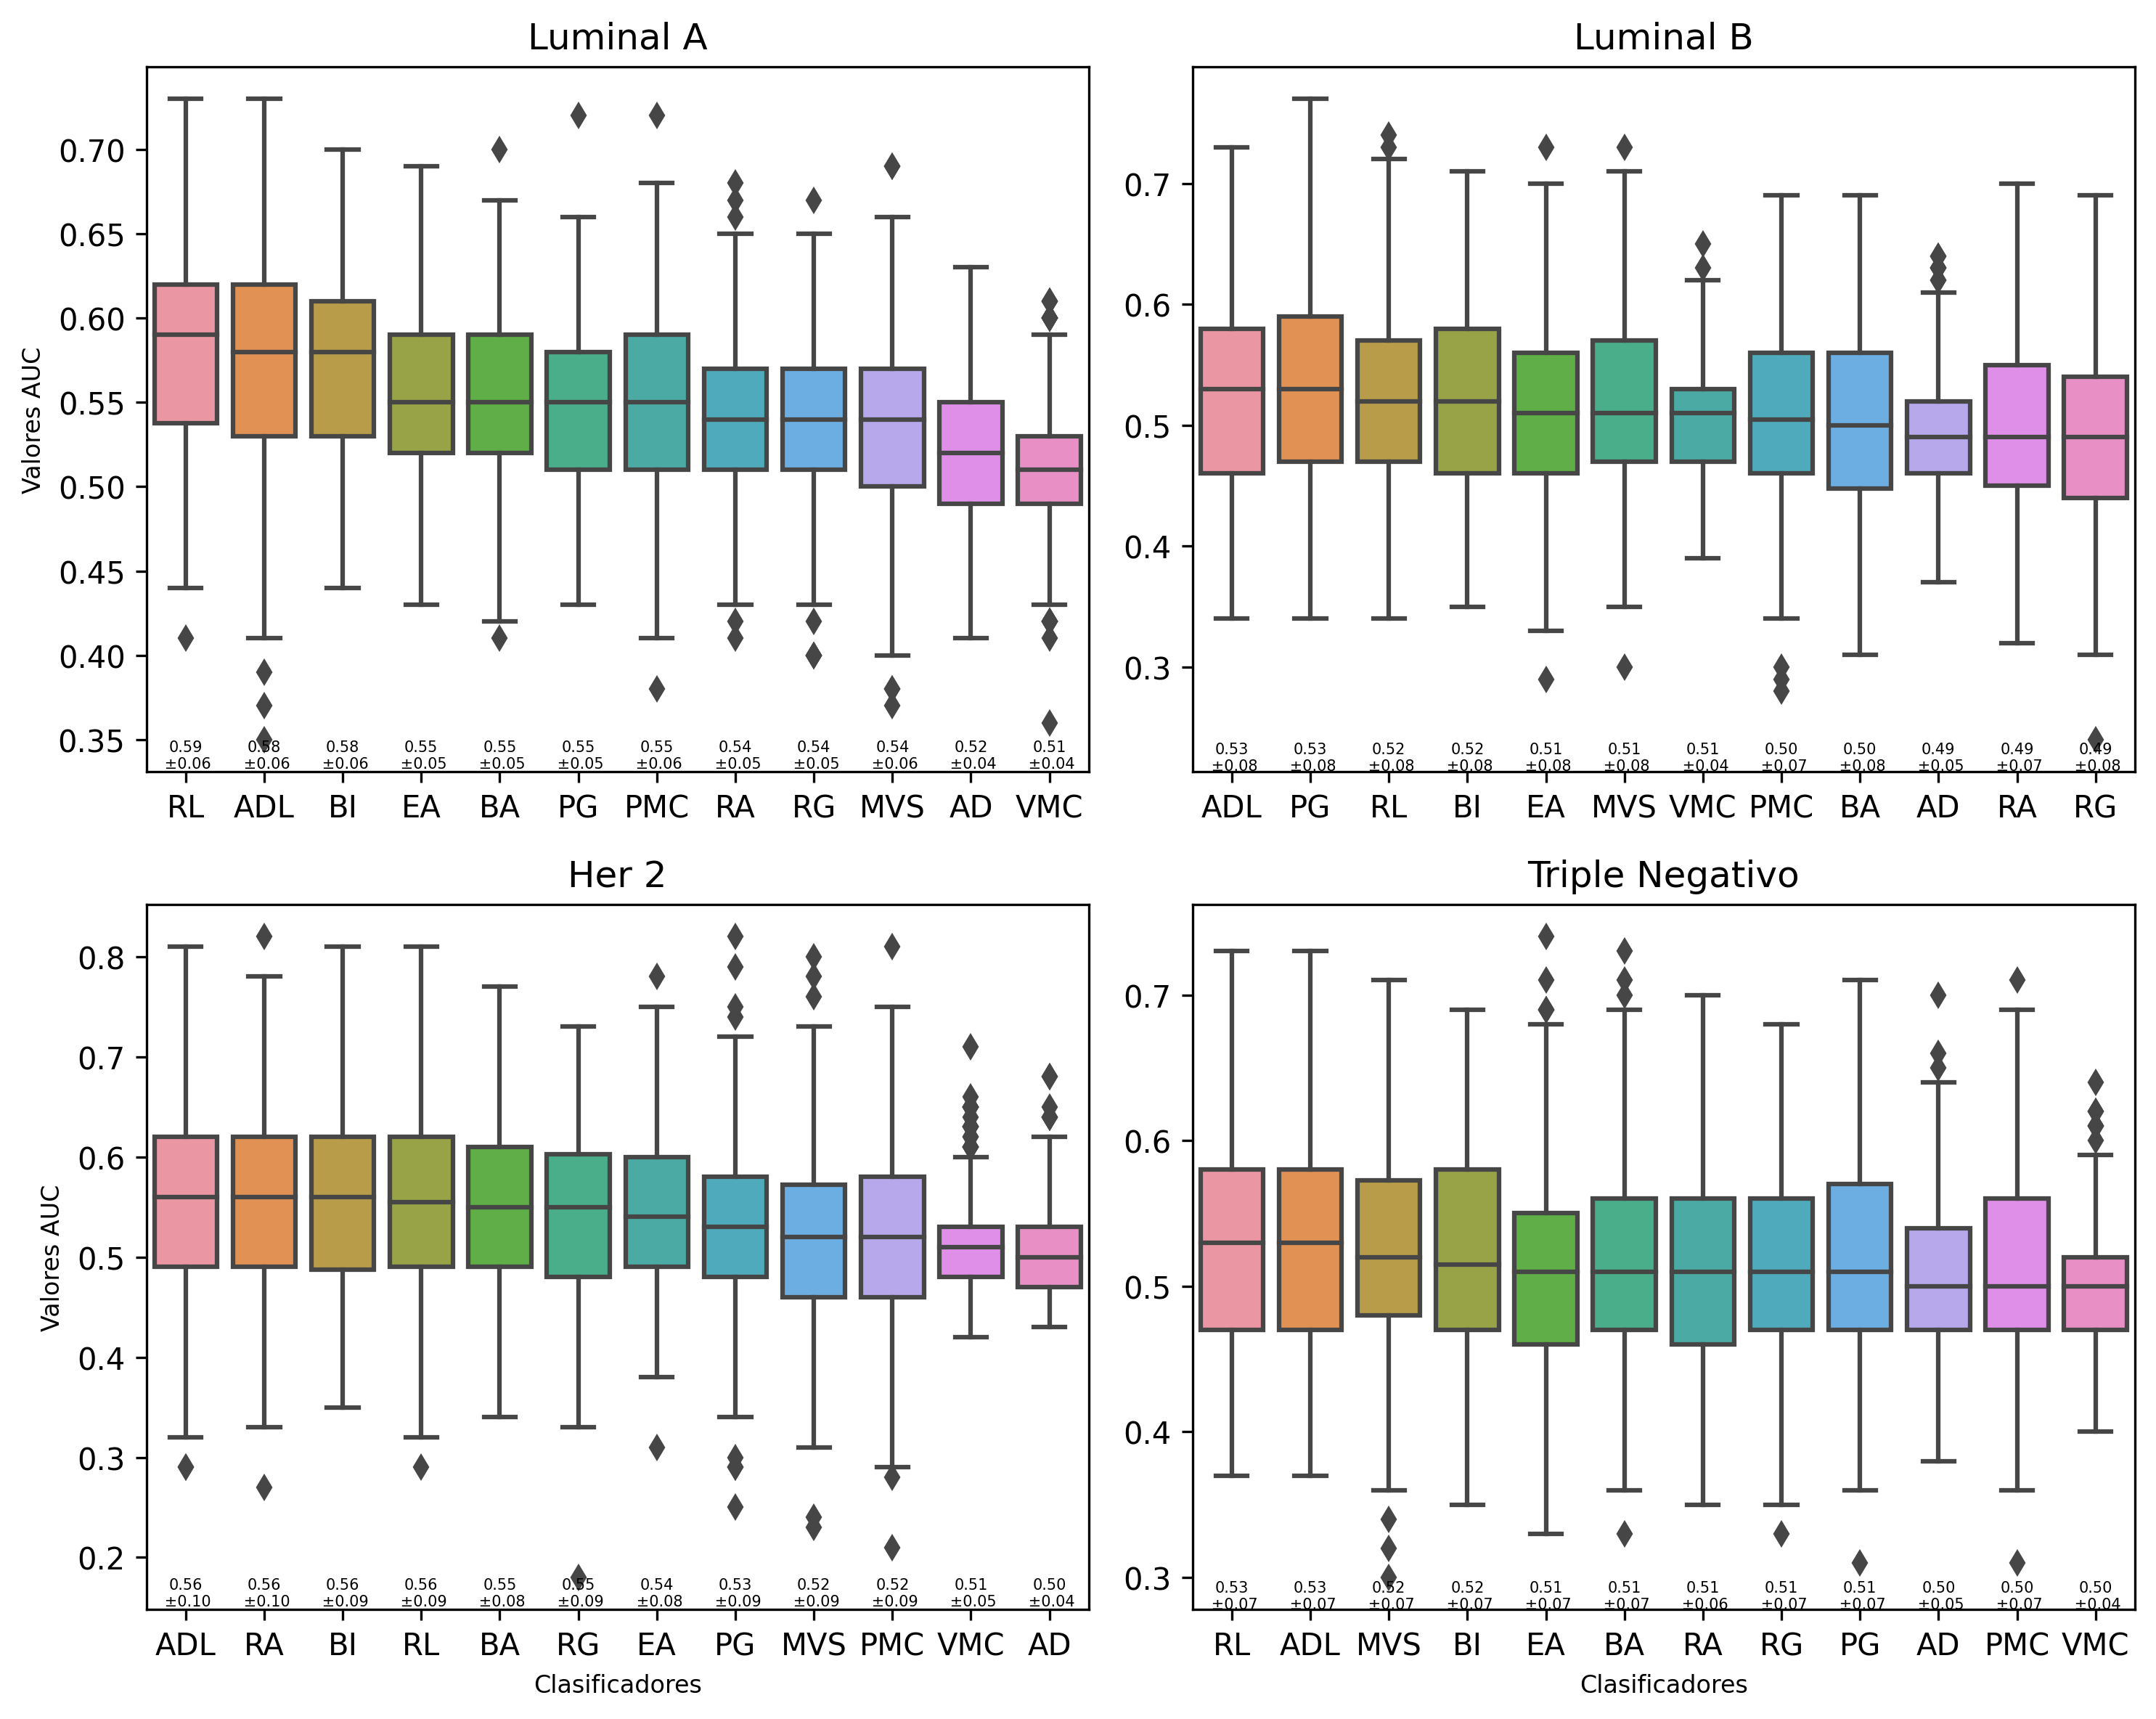 Luminal A
Valores AUC
0.70
0.65
0.60
0.55
0.50
0.45
0.40
0.35
0.59 0.58 0.58 0.55 0.55 0.55 0.55 0.54 0.54 0.54 0.52 0.51
±0.06 ±0.06 ±0.06 ±0.05 ±0.05 ±0.05 ±0.06 ±0.05 ±0.05 ±0.06 ±0.04 ±0.04
RL ADL BI EA BA PG PMC RA RG MVS AD VMC
Luminal B
0.7
0.6
0.5
0.4
0.3
0.53 0.53 0.52 0.52 0.51 0.51 0.51 0.50 0.50 0.49 0.49 0.49
±0.08 ±0.08 ±0.08 ±0.08 ±0.08 ±0.08 ±0.04 ±0.07 ±0.08 ±0.05 ±0.07 ±0.08
ADL PG RL BI EA MVS VMC PMC BA AD RA RG
Her 2
Valores AUC
0.8
0.7
0.6
0.5
0.4
0.3
0.2
0.56 0.56 0.56 0.56 0.55 0.55 0.54 0.53 0.52 0.52 0.51 0.50
±0.10 ±0.10 ±0.09 ±0.09 ±0.08 ±0.09 ±0.08 ±0.09 ±0.09 ±0.09 ±0.05 ±0.04
ADL RA BI RL BA RG EA PG MVS PMC VMC AD
Clasificadores
Triple Negativo
0.7
0.6
0.5
0.4
0.3
0.53 0.53 0.52 0.52 0.51 0.51 0.51 0.51 0.51 0.50 0.50 0.50
±0.07 ±0.07 ±0.07 ±0.07 ±0.07 ±0.07 ±0.06 ±0.07 ±0.07 ±0.05 ±0.07 ±0.04
RL ADL MVS BI EA BA RA RG PG AD PMC VMC
Clasificadores